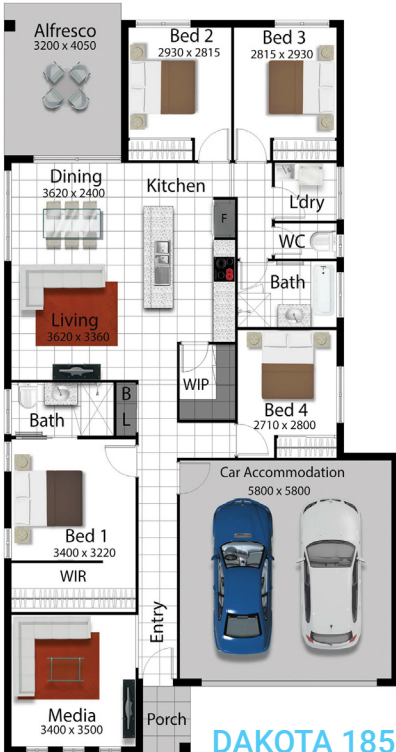 Alfresco
3200 x 4050
Bed 2
2930 x 2815
Bed 3
2815 x 2930
Dining
3620 x 2400
Kitchen
F
L'dry
WC
Bath
Living
3620 x 3360
WIP
Bed 4
2710 x 2800
Bath
B
L
Bed 1
3400 x 3220
WIR
Car Accommodation
5800 x 5800
Entry
Media
3400 x 3500
Porch
DAKOTA 185